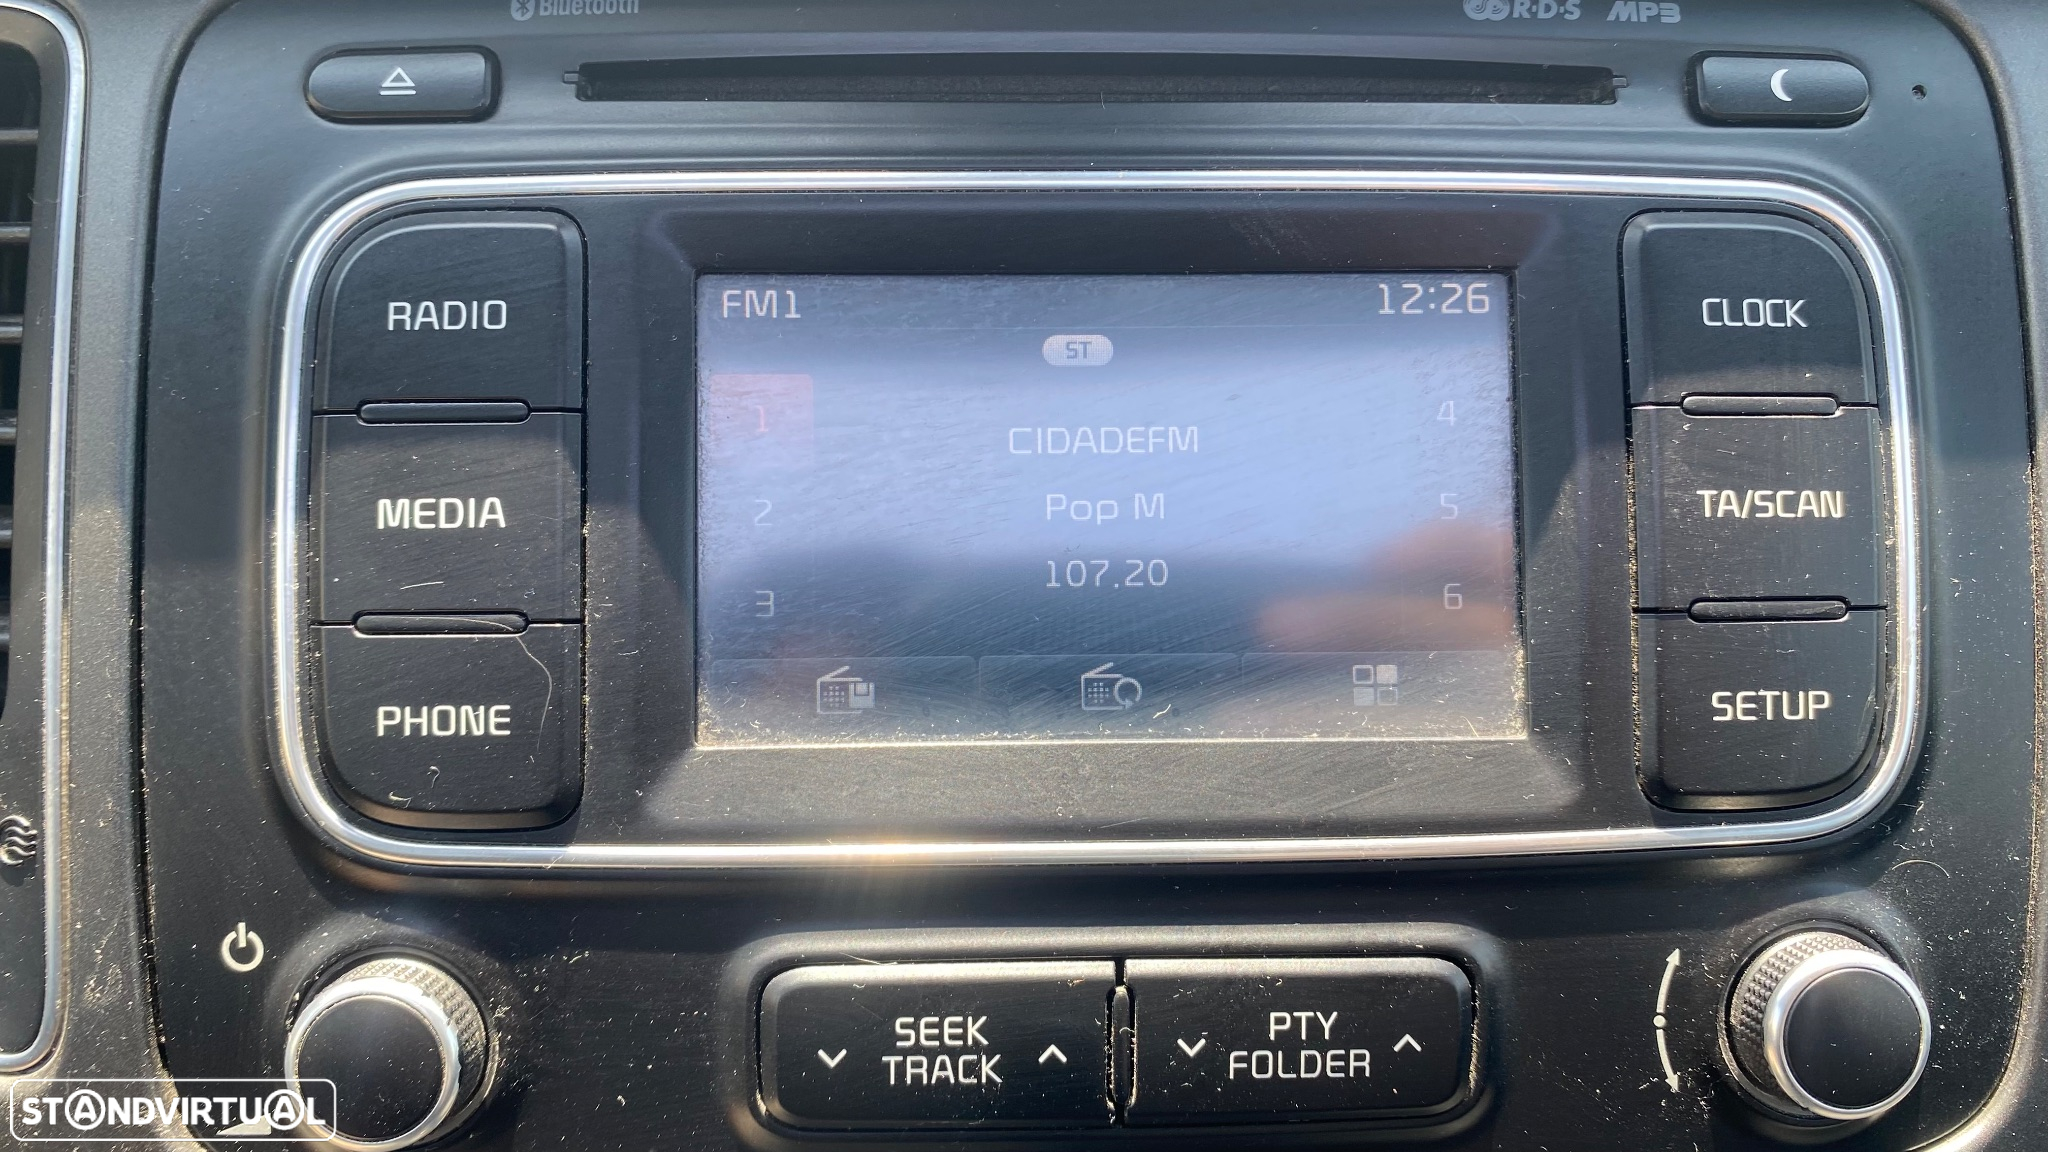 Bluetooth
R·D·S MP3
RADIO
MEDIA
PHONE
FM1
12:26
ST
1
2
3
CIDADEFM
Pop M
107.20
4
5
6
CLOCK
TA/SCAN
SETUP
SEEK
TRACK
PTY
FOLDER
STANDVIRTUAL